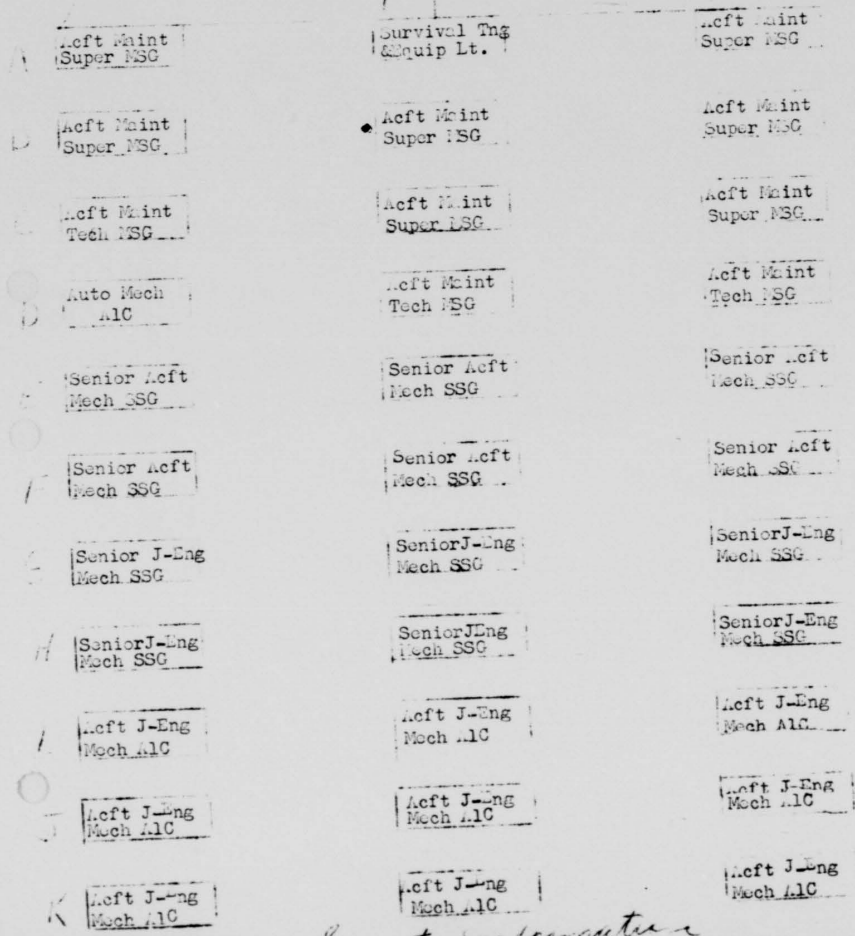 A
Acft Maint
Super MSG
Survival Tng
&Equip Lt.
Acft Maint
Super MSG
B
Acft Maint
Super MSG
Acft Maint
Super MSG
Acft Maint
Super MSG
Acft Maint
Tech MSG
Acft Maint
Super MSG
Acft Maint
Super MSG
D
Auto Mech
A1C
Acft Maint
Tech MSG
Acft Maint
Tech MSG
Senior Acft
Mech SSG
Senior Acft
Mech SSG
Senior Acft
Mech SSG
F
Senior Acft
Mech SSG
Senior Acft
Mech SSG
Senior Acft
Mech SSG
G
Senior J-Eng
Mech SSG
SeniorJ-Eng
Mech SSG
SeniorJ-Eng
Mech SSG
H
SeniorJ-Eng
Mech SSG
SeniorJEng
Mech SSG
SeniorJ-Eng
Mech SSG
I
Acft J-Eng
Mech A1C
Acft J-Eng
Mech A1C
Acft J-Eng
Mech A1C
J
Acft J-Eng
Mech A1C
Acft J-Eng
Mech A1C
Acft J-Eng
Mech A1C
K
Acft J-Eng
Mech A1C
Acft J-Eng
Mech A1C
Acft J-Eng
Mech A1C